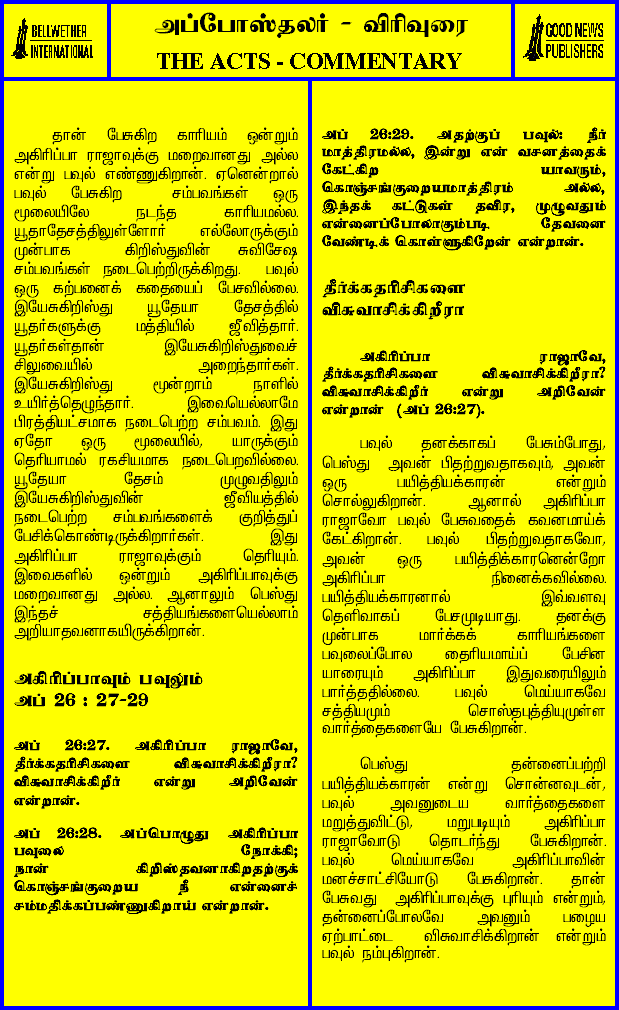 BELLWETHER
INTERNATIONAL
அப்போஸ்தலர் - விரிவுரை
THE ACTS - COMMENTARY
GOOD NEWS
PUBLISHERS
தான் பேசுகிற காரியம் ஒன்றும்
அகிரிப்பா ராஜாவுக்கு மறைவானது அல்ல
என்று பவுல் எண்ணுகிறான். ஏனென்றால்
பவுல் பேசுகிற சம்பவங்கள் ஒரு
மூலையிலே நடந்த காரியமல்ல.
யூதாதேசத்திலுள்ளோர் எல்லோருக்கும்
முன்பாக கிறிஸ்துவின் சுவிசேஷ
சம்பவங்கள் நடைபெற்றிருக்கிறது. பவுல்
ஒரு கற்பனைக் கதையைப் பேசவில்லை.
இயேசுகிறிஸ்து யூதேயா தேசத்தில்
யூதர்களுக்கு மத்தியில் ஜீவித்தார்.
யூதர்கள்தான் இயேசுகிறிஸ்துவைச்
சிலுவையில் அறைந்தார்கள்.
இயேசுகிறிஸ்து மூன்றாம் நாளில்
உயிர்த்தெழுந்தார். இவையெல்லாமே
பிரத்தியட்சமாக நடைபெற்ற சம்பவம். இது
ஏதோ ஒரு மூலையில், யாருக்கும்
தெரியாமல் ரகசியமாக நடைபெறவில்லை.
யூதேயா தேசம் முழுவதிலும்
இயேசுகிறிஸ்துவின் ஜீவியத்தில்
நடைபெற்ற சம்பவங்களைக் குறித்துப்
பேசிக்கொண்டிருக்கிறார்கள். இது
அகிரிப்பா ராஜாவுக்கும் தெரியும்.
இவைகளில் ஒன்றும் அகிரிப்பாவுக்கு
மறைவானது அல்ல. ஆனாலும் பெஸ்து
இந்தச் சத்தியங்களையெல்லாம்
அறியாதவனாகயிருக்கிறான்.
அகிரிப்பாவும் பவுலும்
அப் 26 : 27-29
அப் 26:27. அகிரிப்பா ராஜாவே,
தீர்க்கதரிசிகளை விசுவாசிக்கிறீரா?
விசுவாசிக்கிறீர் என்று அறிவேன்
என்றான்.
அப் 26:28. அப்பொழுது அகிரிப்பா
பவுலை நோக்கி;
நான் கிறிஸ்தவனாகிறதற்குக்
கொஞ்சங்குறைய நீ என்னைச்
சம்மதிக்கப்பண்ணுகிறாய் என்றான்.
அப் 26:29. அதற்குப் பவுல்: நீர்
மாத்திரமல்ல, இன்று என் வசனத்தைக்
கேட்கிற யாவரும்,
கொஞ்சங்குறையமாத்திரம் அல்ல,
இந்தக் கட்டுகள் தவிர, முழுவதும்
என்னைப்போலாகும்படி தேவனை
வேண்டிக் கொள்ளுகிறேன் என்றான்.
தீர்க்கதரிசிகளை
விசுவாசிக்கிறீரா
அகிரிப்பா ராஜாவே,
தீர்க்கதரிசிகளை விசுவாசிக்கிறீரா?
விசுவாசிக்கிறீர் என்று அறிவேன்
என்றான் (அப் 26:27).
பவுல் தனக்காகப் பேசும்போது,
பெஸ்து அவன் பிதற்றுவதாகவும், அவன்
ஒரு பயித்தியக்காரன் என்றும்
சொல்லுகிறான். ஆனால் அகிரிப்பா
ராஜாவோ பவுல் பேசுவதைக் கவனமாய்க்
கேட்கிறான். பவுல் பிதற்றுவதாகவோ,
அவன் ஒரு பயித்திக்காரனென்றோ
அகிரிப்பா நினைக்கவில்லை.
பயித்தியக்காரனால் இவ்வளவு
தெளிவாகப் பேசமுடியாது. தனக்கு
முன்பாக மார்க்கக் காரியங்களை
பவுலைப்போல தைரியமாய்ப் பேசின
யாரையும் அகிரிப்பா இதுவரையிலும்
பார்த்ததில்லை. பவுல் மெய்யாகவே
சத்தியமும் சொஸ்தபுத்தியுமுள்ள
வார்த்தைகளையே பேசுகிறான்.
பெஸ்து தன்னைப்பற்றி
பயித்தியக்காரன் என்று சொன்னவுடன்,
பவுல் அவனுடைய வார்த்தைகளை
மறுத்துவிட்டு, மறுபடியும் அகிரிப்பா
ராஜாவோடு தொடர்ந்து பேசுகிறான்.
பவுல் மெய்யாகவே அகிரிப்பாவின்
மனச்சாட்சியோடு பேசுகிறான். தான்
பேசுவது அகிரிப்பாவுக்கு புரியும் என்றும்,
தன்னைப்போலவே அவனும் பழைய
ஏற்பாட்டை விசுவாசிக்கிறான் என்றும்
பவுல் நம்புகிறான்.